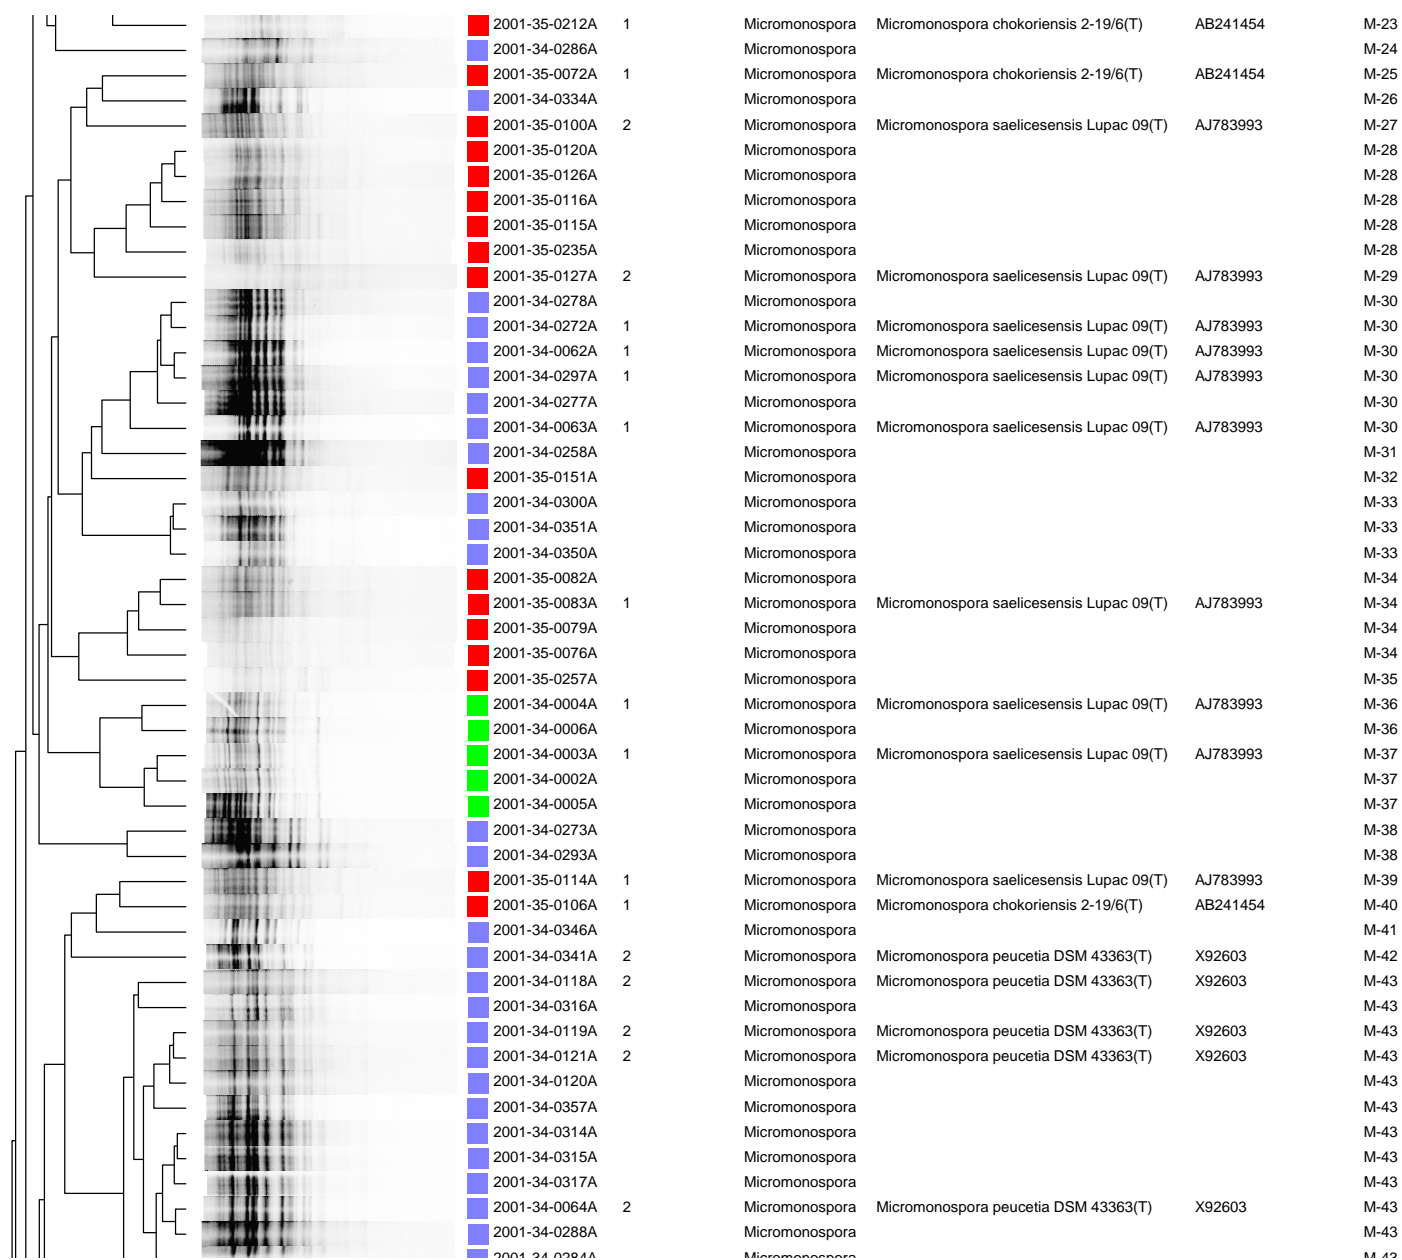 2001-35-0212A 1 Micromonospora Micromonospora chokoriensis 2-19/6(T) AB241454 M-23
2001-34-0286A Micromonospora M-24
2001-35-0072A 1 Micromonospora Micromonospora chokoriensis 2-19/6(T) AB241454 M-25
2001-34-0334A Micromonospora M-26
2001-35-0100A 2 Micromonospora Micromonospora saelicesensis Lupac 09(T) AJ783993 M-27
2001-35-0120A Micromonospora M-28
2001-35-0126A Micromonospora M-28
2001-35-0116A Micromonospora M-28
2001-35-0115A Micromonospora M-28
2001-35-0235A Micromonospora M-28
2001-35-0127A 2 Micromonospora Micromonospora saelicesensis Lupac 09(T) AJ783993 M-29
2001-34-0278A Micromonospora M-30
2001-34-0272A 1 Micromonospora Micromonospora saelicesensis Lupac 09(T) AJ783993 M-30
2001-34-0062A 1 Micromonospora Micromonospora saelicesensis Lupac 09(T) AJ783993 M-30
2001-34-0297A 1 Micromonospora Micromonospora saelicesensis Lupac 09(T) AJ783993 M-30
2001-34-0277A Micromonospora M-30
2001-34-0063A 1 Micromonospora Micromonospora saelicesensis Lupac 09(T) AJ783993 M-30
2001-34-0258A Micromonospora M-31
2001-35-0151A Micromonospora M-32
2001-34-0300A Micromonospora M-33
2001-34-0351A Micromonospora M-33
2001-34-0350A Micromonospora M-33
2001-35-0082A Micromonospora M-34
2001-35-0083A 1 Micromonospora Micromonospora saelicesensis Lupac 09(T) AJ783993 M-34
2001-35-0079A Micromonospora M-34
2001-35-0076A Micromonospora M-34
2001-35-0257A Micromonospora M-35
2001-34-0004A 1 Micromonospora Micromonospora saelicesensis Lupac 09(T) AJ783993 M-36
2001-34-0006A Micromonospora M-36
2001-34-0003A 1 Micromonospora Micromonospora saelicesensis Lupac 09(T) AJ783993 M-37
2001-34-0002A Micromonospora M-37
2001-34-0005A Micromonospora M-37
2001-34-0273A Micromonospora M-38
2001-34-0293A Micromonospora M-38
2001-35-0114A 1 Micromonospora Micromonospora saelicesensis Lupac 09(T) AJ783993 M-39
2001-35-0106A 1 Micromonospora Micromonospora chokoriensis 2-19/6(T) AB241454 M-40
2001-34-0346A Micromonospora M-41
2001-34-0341A 2 Micromonospora Micromonospora peucetia DSM 43363(T) X92603 M-42
2001-34-0118A 2 Micromonospora Micromonospora peucetia DSM 43363(T) X92603 M-43
2001-34-0316A Micromonospora M-43
2001-34-0119A 2 Micromonospora Micromonospora peucetia DSM 43363(T) X92603 M-43
2001-34-0121A 2 Micromonospora Micromonospora peucetia DSM 43363(T) X92603 M-43
2001-34-0120A Micromonospora M-43
2001-34-0357A Micromonospora M-43
2001-34-0314A Micromonospora M-43
2001-34-0315A Micromonospora M-43
2001-34-0317A Micromonospora M-43
2001-34-0064A 2 Micromonospora Micromonospora peucetia DSM 43363(T) X92603 M-43
2001-34-0288A Micromonospora M-43
2001-34-0284A Micromonospora M-43